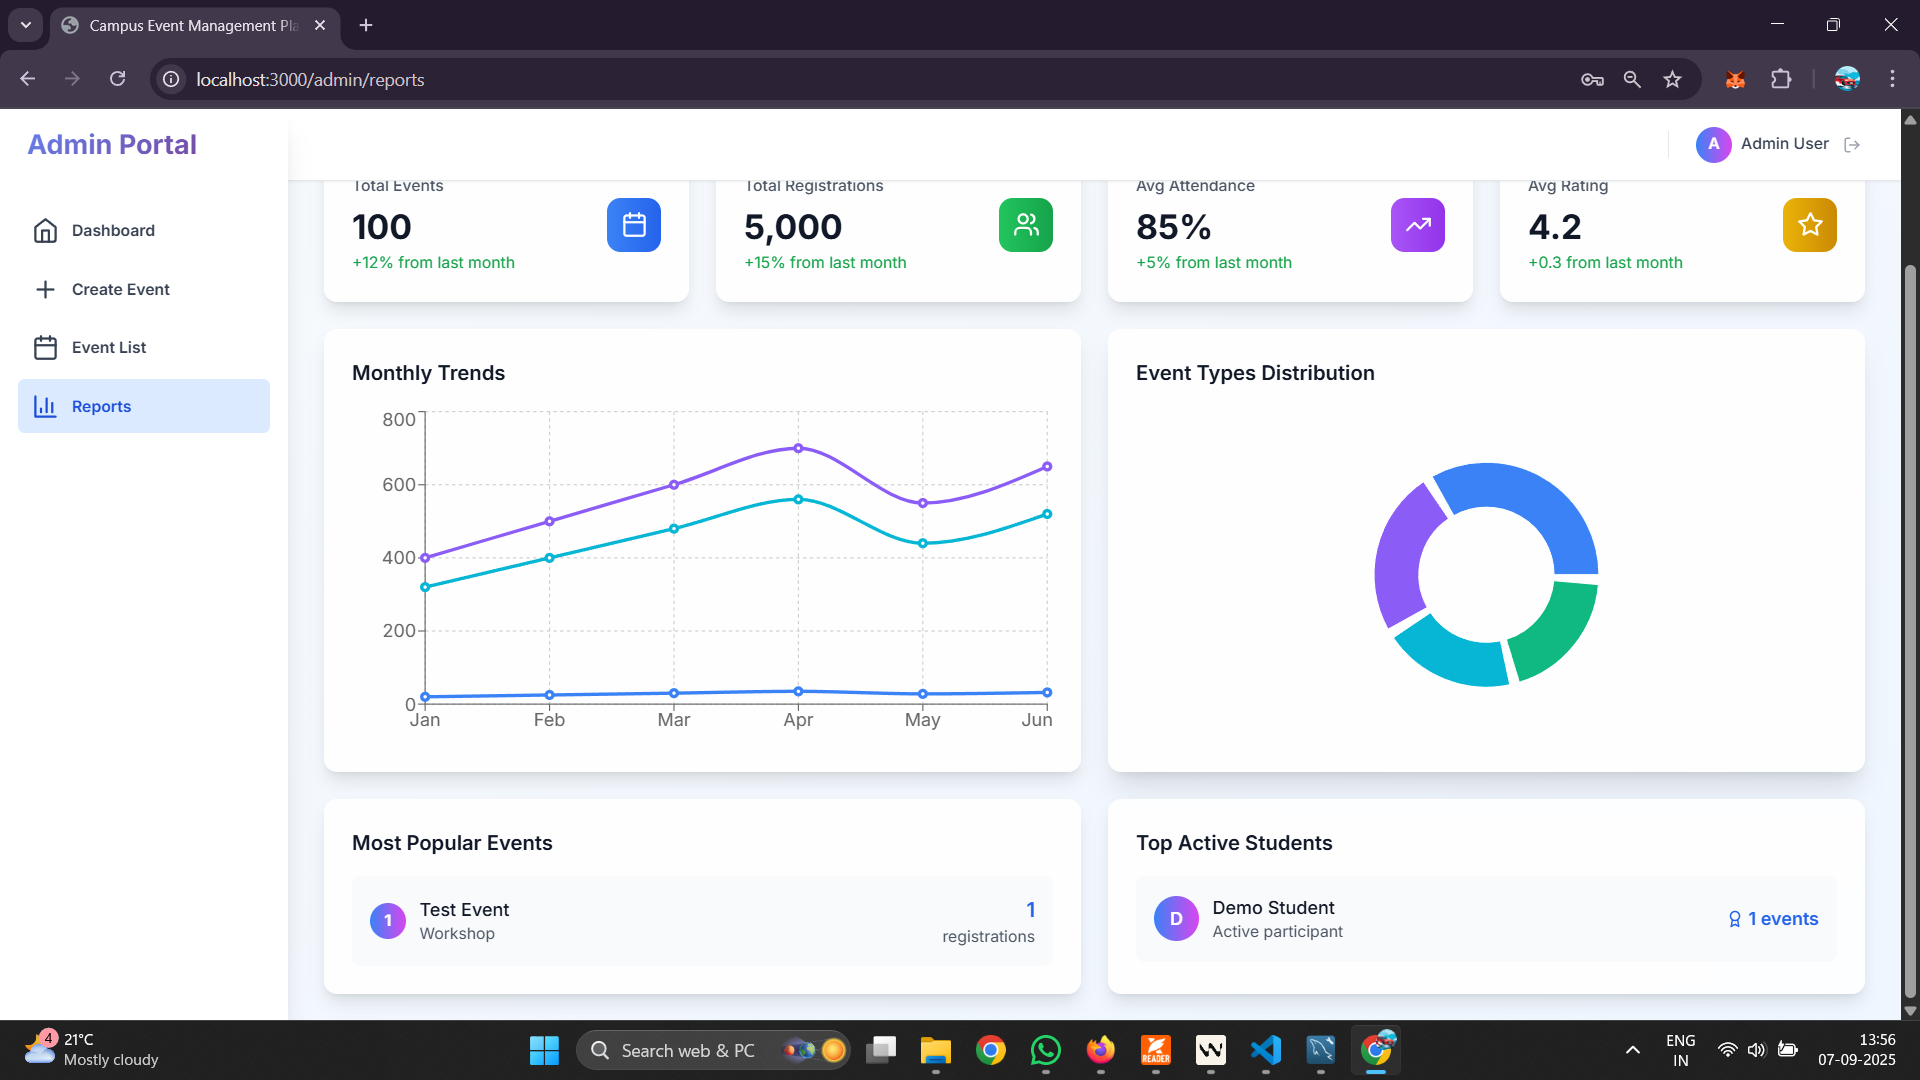 Campus Event Management Pla
localhost:3000/admin/reports
Admin Portal
A
Admin User
Dashboard
Create Event
Event List
Reports
Total Events
100
+12% from last month
Total Registrations
5,000
+15% from last month
Avg Attendance
85%
+5% from last month
Avg Rating
4.2
+0.3 from last month
Monthly Trends
800
600
400
200
0
Jan Feb Mar Apr May Jun
Event Types Distribution
Most Popular Events
1
Test Event
Workshop
1
registrations
Top Active Students
D
Demo Student
Active participant
1 events
4
21°C
Mostly cloudy
Search web & PC
READER
W
ENG
IN
13:56
07-09-2025